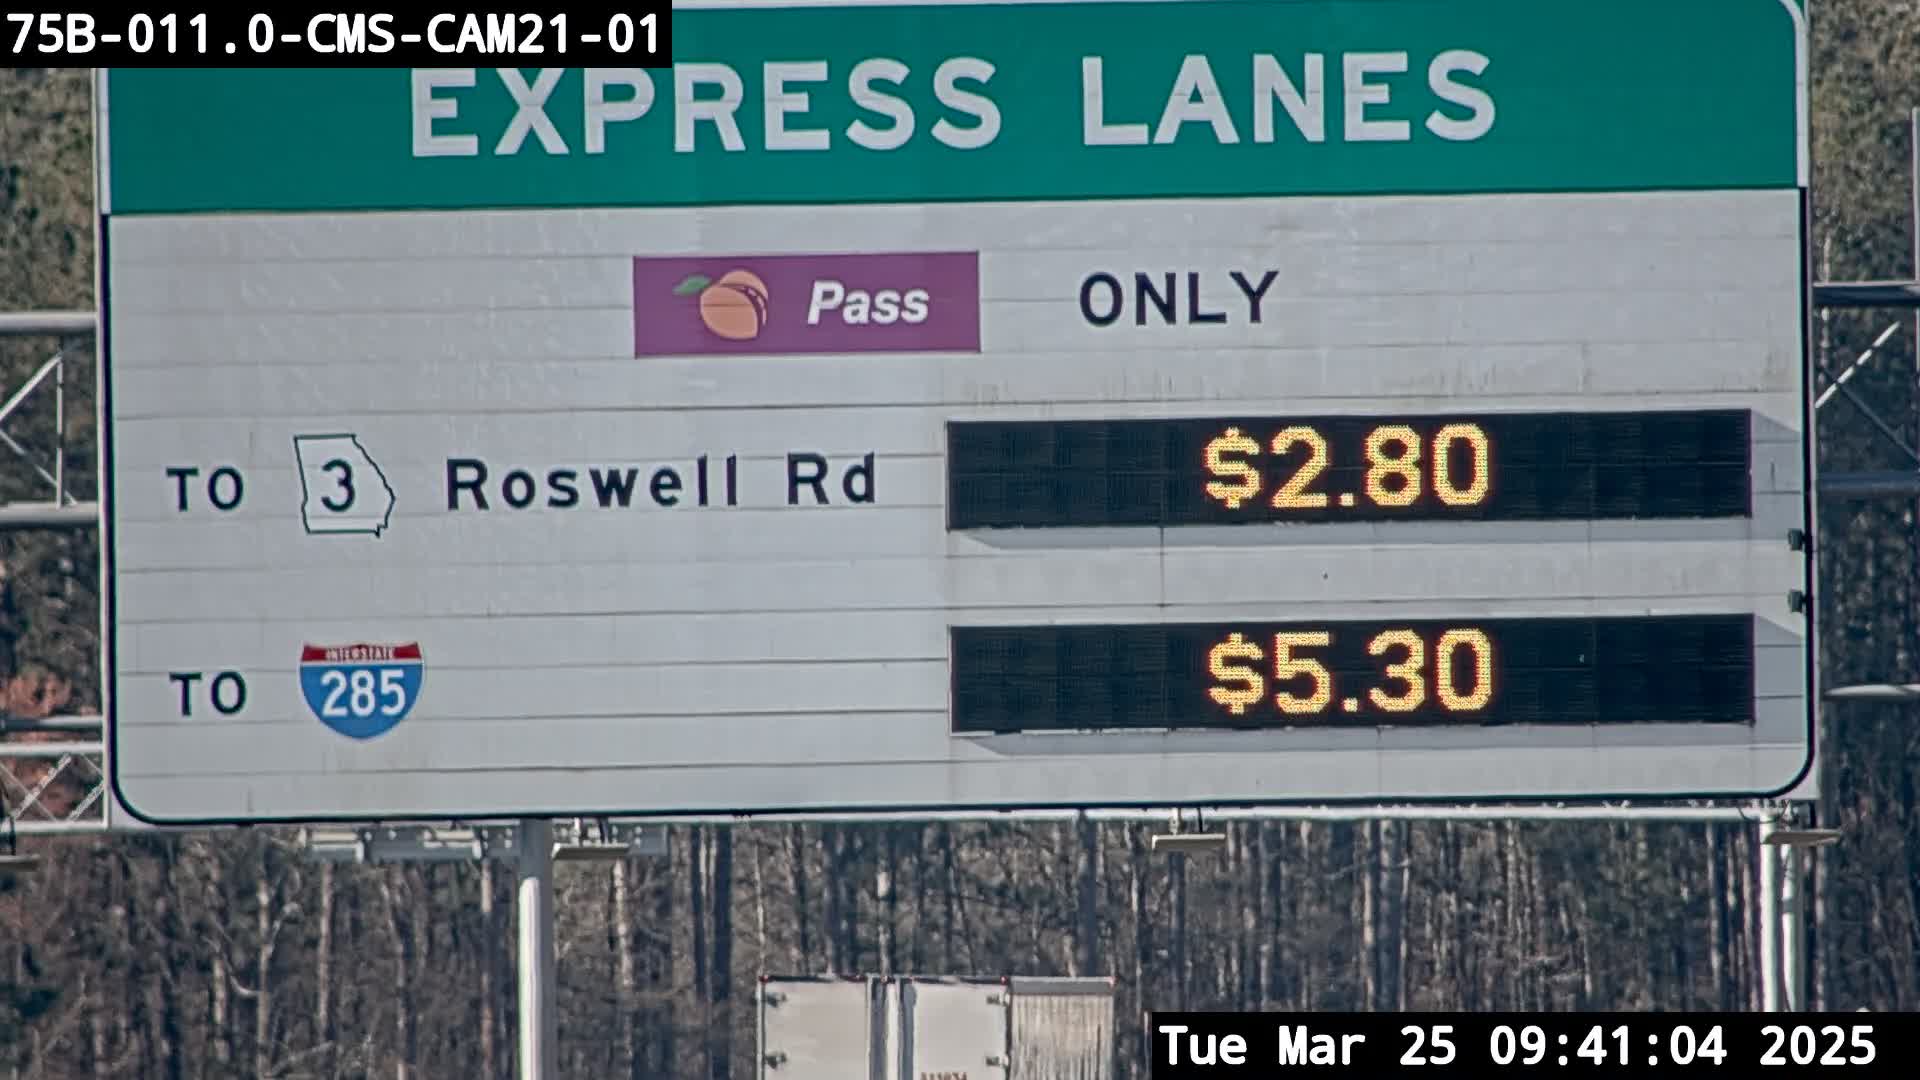 75B-011.0-CMS-CAM21-01
EXPRESS LANES
Pass ONLY
TO 3 Roswell Rd $2.80
TO INTERSTATE 285 $5.30
Tue Mar 25 09:41:04 2025